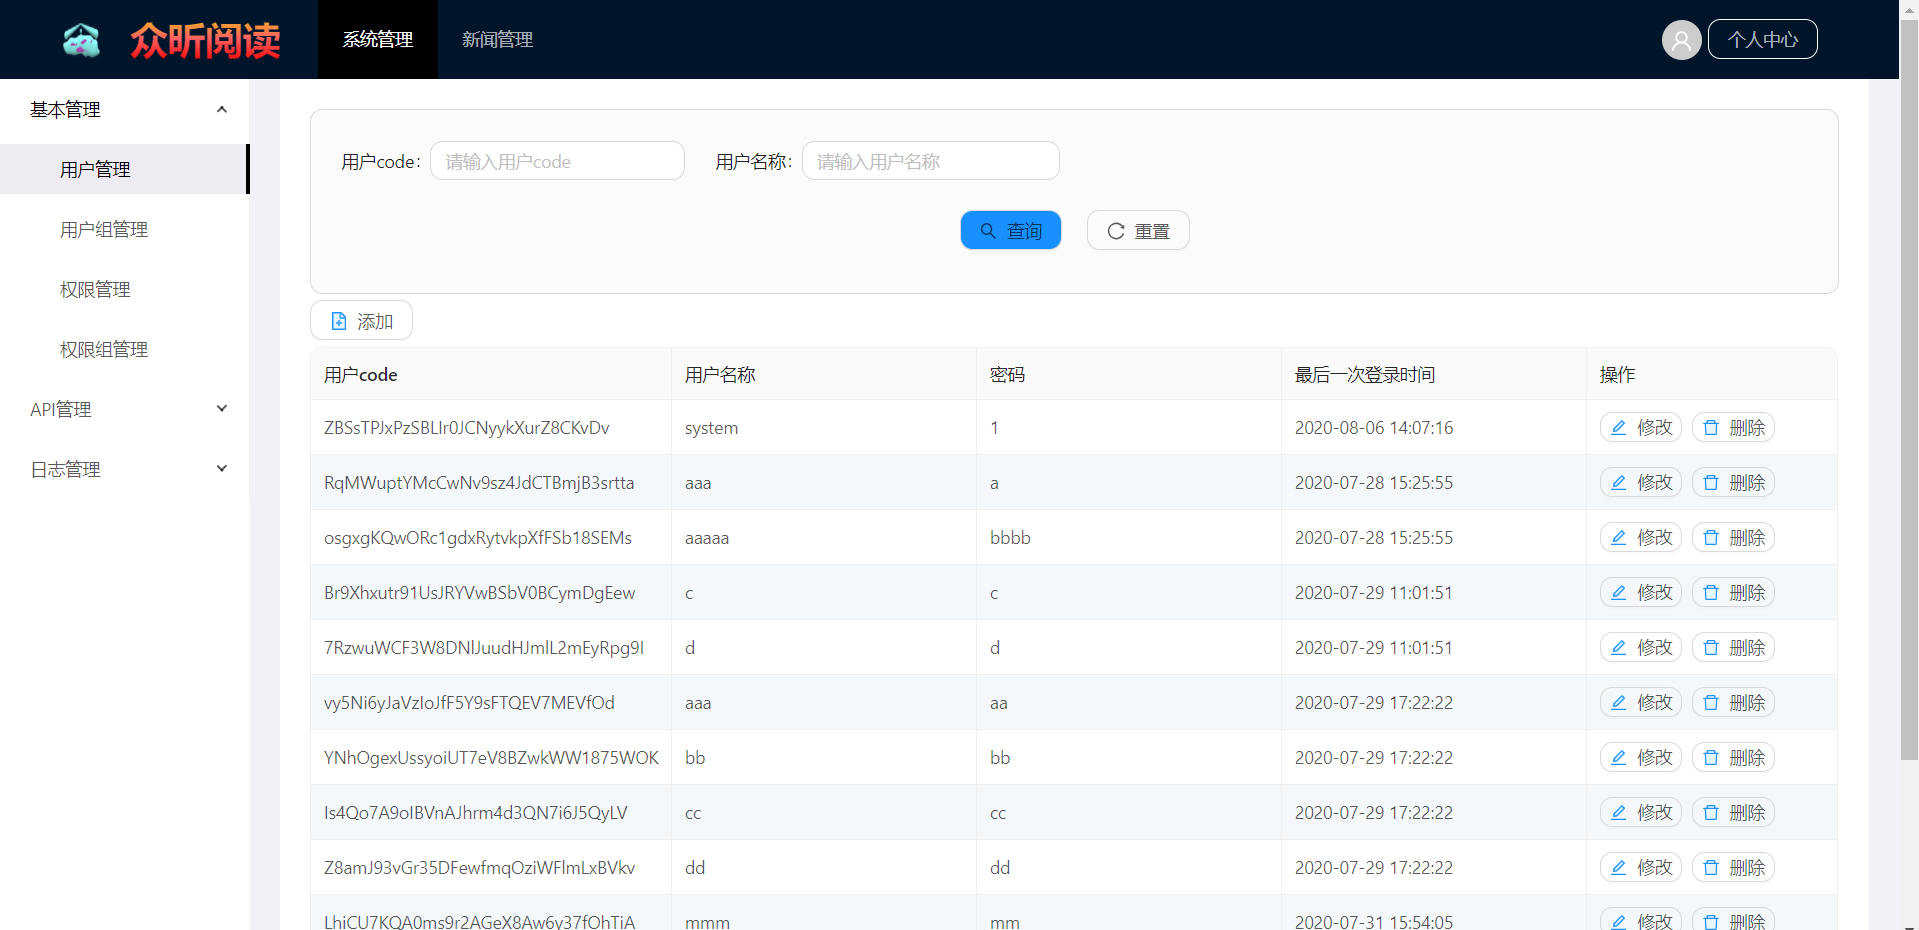 众昕阅读 系统管理 新闻管理 个人中心
基本管理
用户管理
用户组管理
权限管理
权限组管理
API管理
日志管理
用户code: 请输入用户code 用户名称: 请输入用户名称
查询 重置
添加
用户code 用户名称 密码 最后一次登录时间 操作
ZBSsTPJxPzSBLIr0JCNyykXurZ8CKvDv system 1 2020-08-06 14:07:16 修改 删除
RqMWuptYMcCwNv9sz4JdCTBmjB3srtta aaa a 2020-07-28 15:25:55 修改 删除
osgxgKQwORc1gdxRytvkpXfFSb18SEMs aaaaa bbbb 2020-07-28 15:25:55 修改 删除
Br9Xhxutr91UsJRYVwBSbV0BCymDgEew c c 2020-07-29 11:01:51 修改 删除
7RzwuWCF3W8DNlJuudHJmlL2mEyRpg9I d d 2020-07-29 11:01:51 修改 删除
vy5Ni6yJaVzIoJfF5Y9sFTQEV7MEVfOd aaa aa 2020-07-29 17:22:22 修改 删除
YNhOgexUssyoiUT7eV8BZwkWW1875WOK bb bb 2020-07-29 17:22:22 修改 删除
Is4Qo7A9oIBVnAJhrm4d3QN7i6J5QyLV cc cc 2020-07-29 17:22:22 修改 删除
Z8amJ93vGr35DFewfmqOziWFlmLxBVkv dd dd 2020-07-29 17:22:22 修改 删除
LhiCU7KQA0ms9r2AGeX8Aw6y37fOhTiA mmm mm 2020-07-31 15:54:05 修改 删除